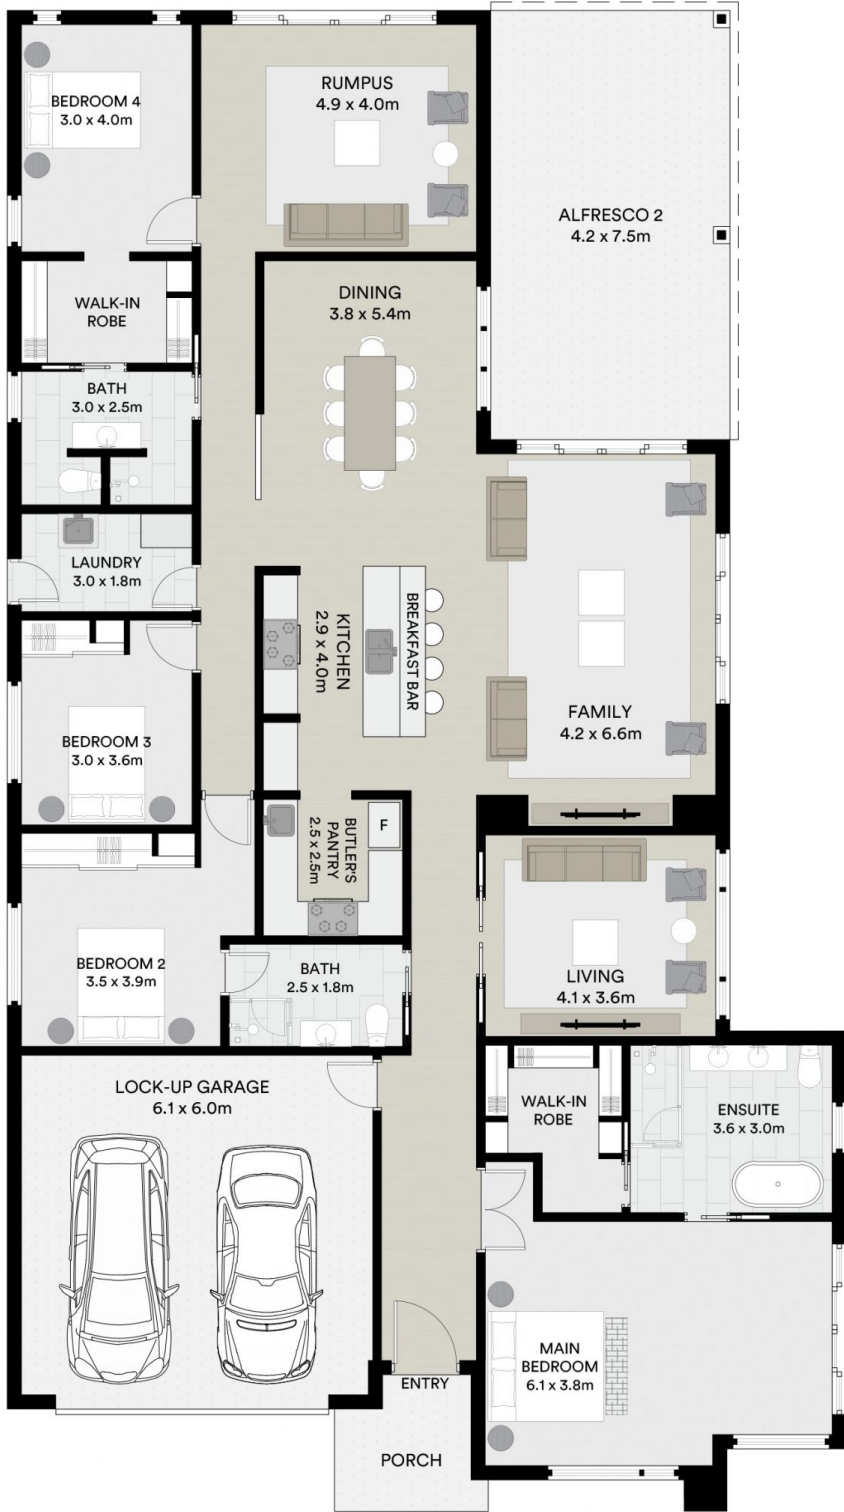 BEDROOM 4
3.0 x 4.0m
RUMPUS
4.9 x 4.0m
ALFRESCO 2
4.2 x 7.5m
WALK-IN
ROBE
DINING
3.8 x 5.4m
BATH
3.0 x 2.5m
LAUNDRY
3.0 x 1.8m
KITCHEN
2.9 x 4.0m
BREAKFAST BAR
FAMILY
4.2 x 6.6m
BEDROOM 3
3.0 x 3.6m
BUTLER'S
PANTRY
2.5 x 2.5m
F
BEDROOM 2
3.5 x 3.9m
BATH
2.5 x 1.8m
LIVING
4.1 x 3.6m
LOCK-UP GARAGE
6.1 x 6.0m
WALK-IN
ROBE
ENSUITE
3.6 x 3.0m
MAIN
BEDROOM
6.1 x 3.8m
ENTRY
PORCH